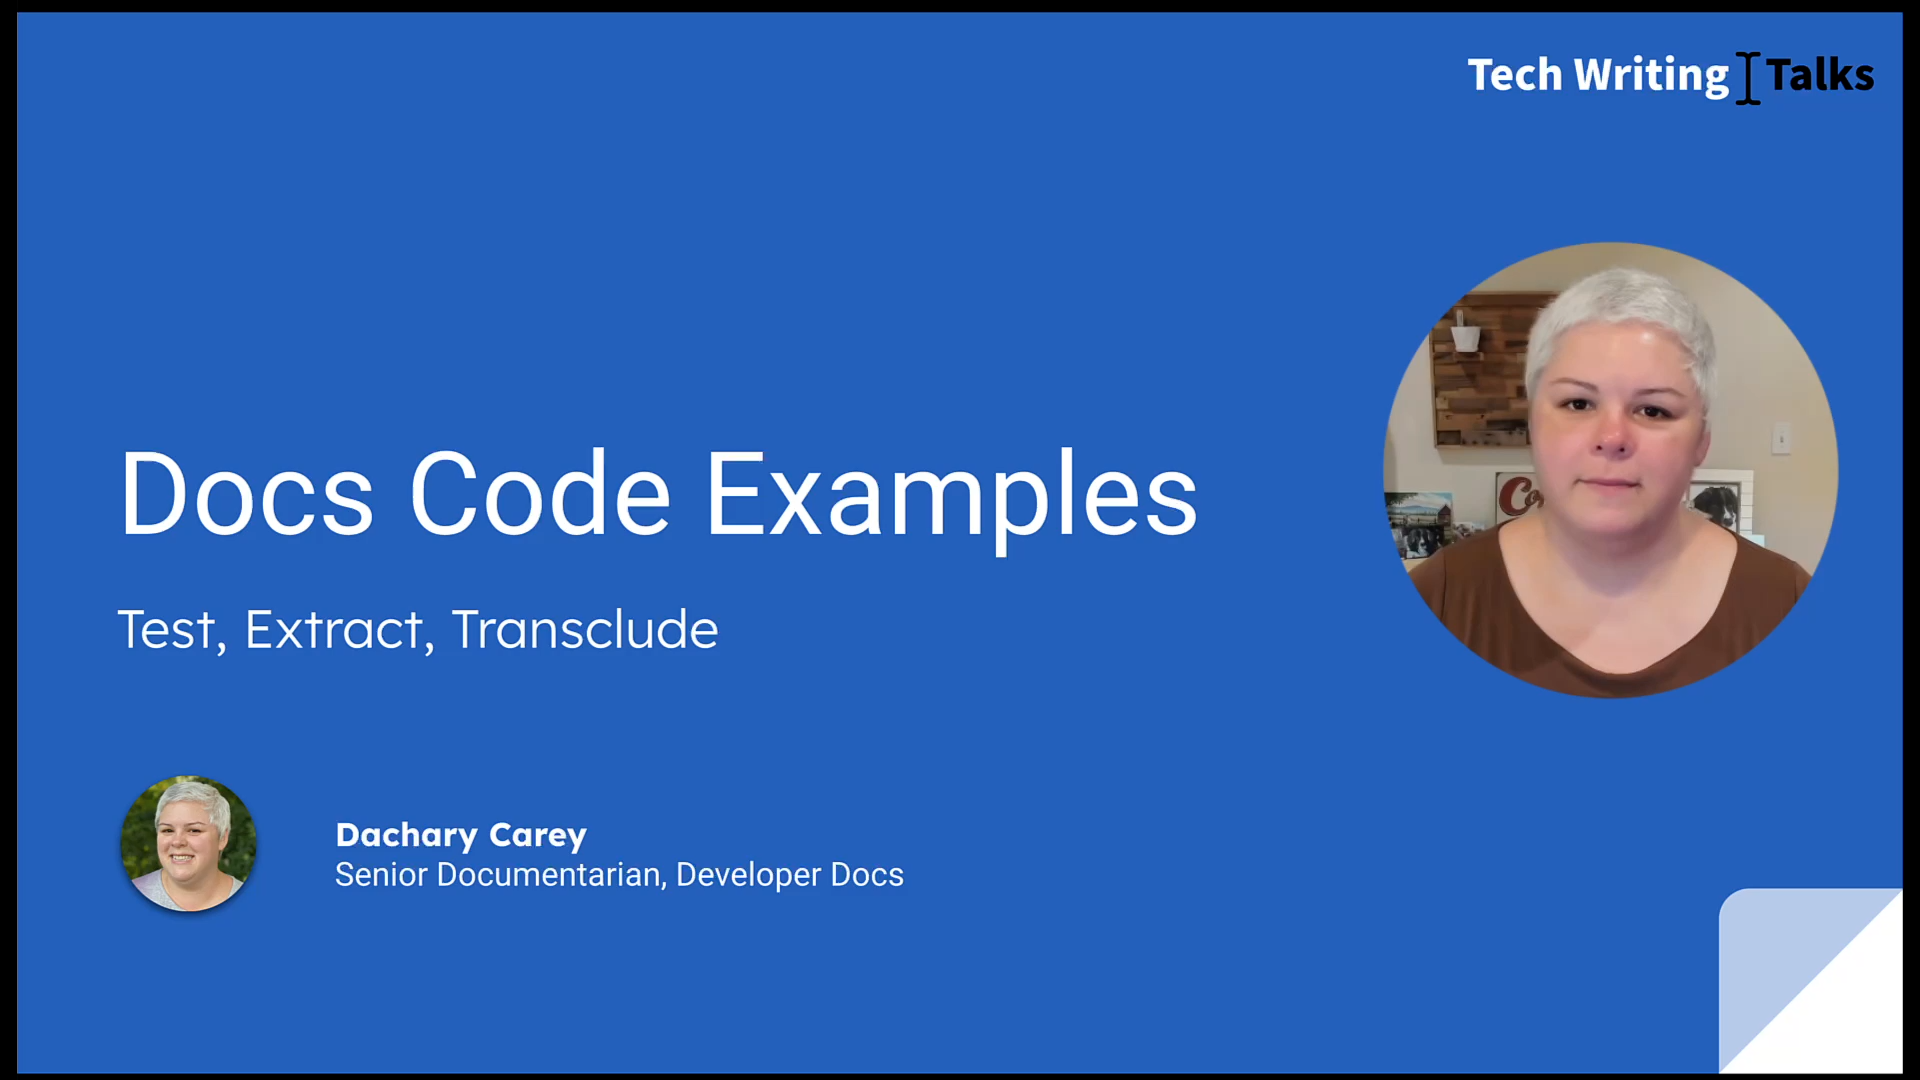 Tech Writing Talks
Docs Code Examples
Test, Extract, Transclude
Dachary Carey
Senior Documentarian, Developer Docs